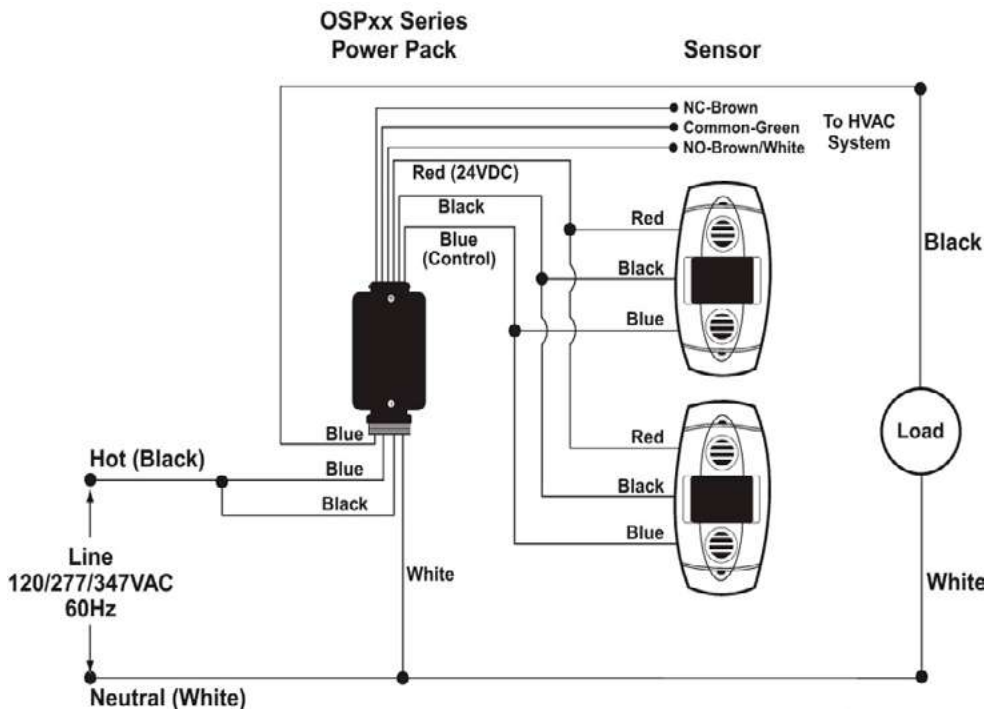 OSPxx Series
Power Pack
Sensor
NC-Brown
Common-Green
NO-Brown/White
To HVAC
System
Red (24VDC)
Black
Blue
(Control)
Red
Black
Blue
Black
Load
White
Red
Black
Blue
Blue
Hot (Black)
Blue
Black
Line
120/277/347VAC
60Hz
White
Neutral (White)